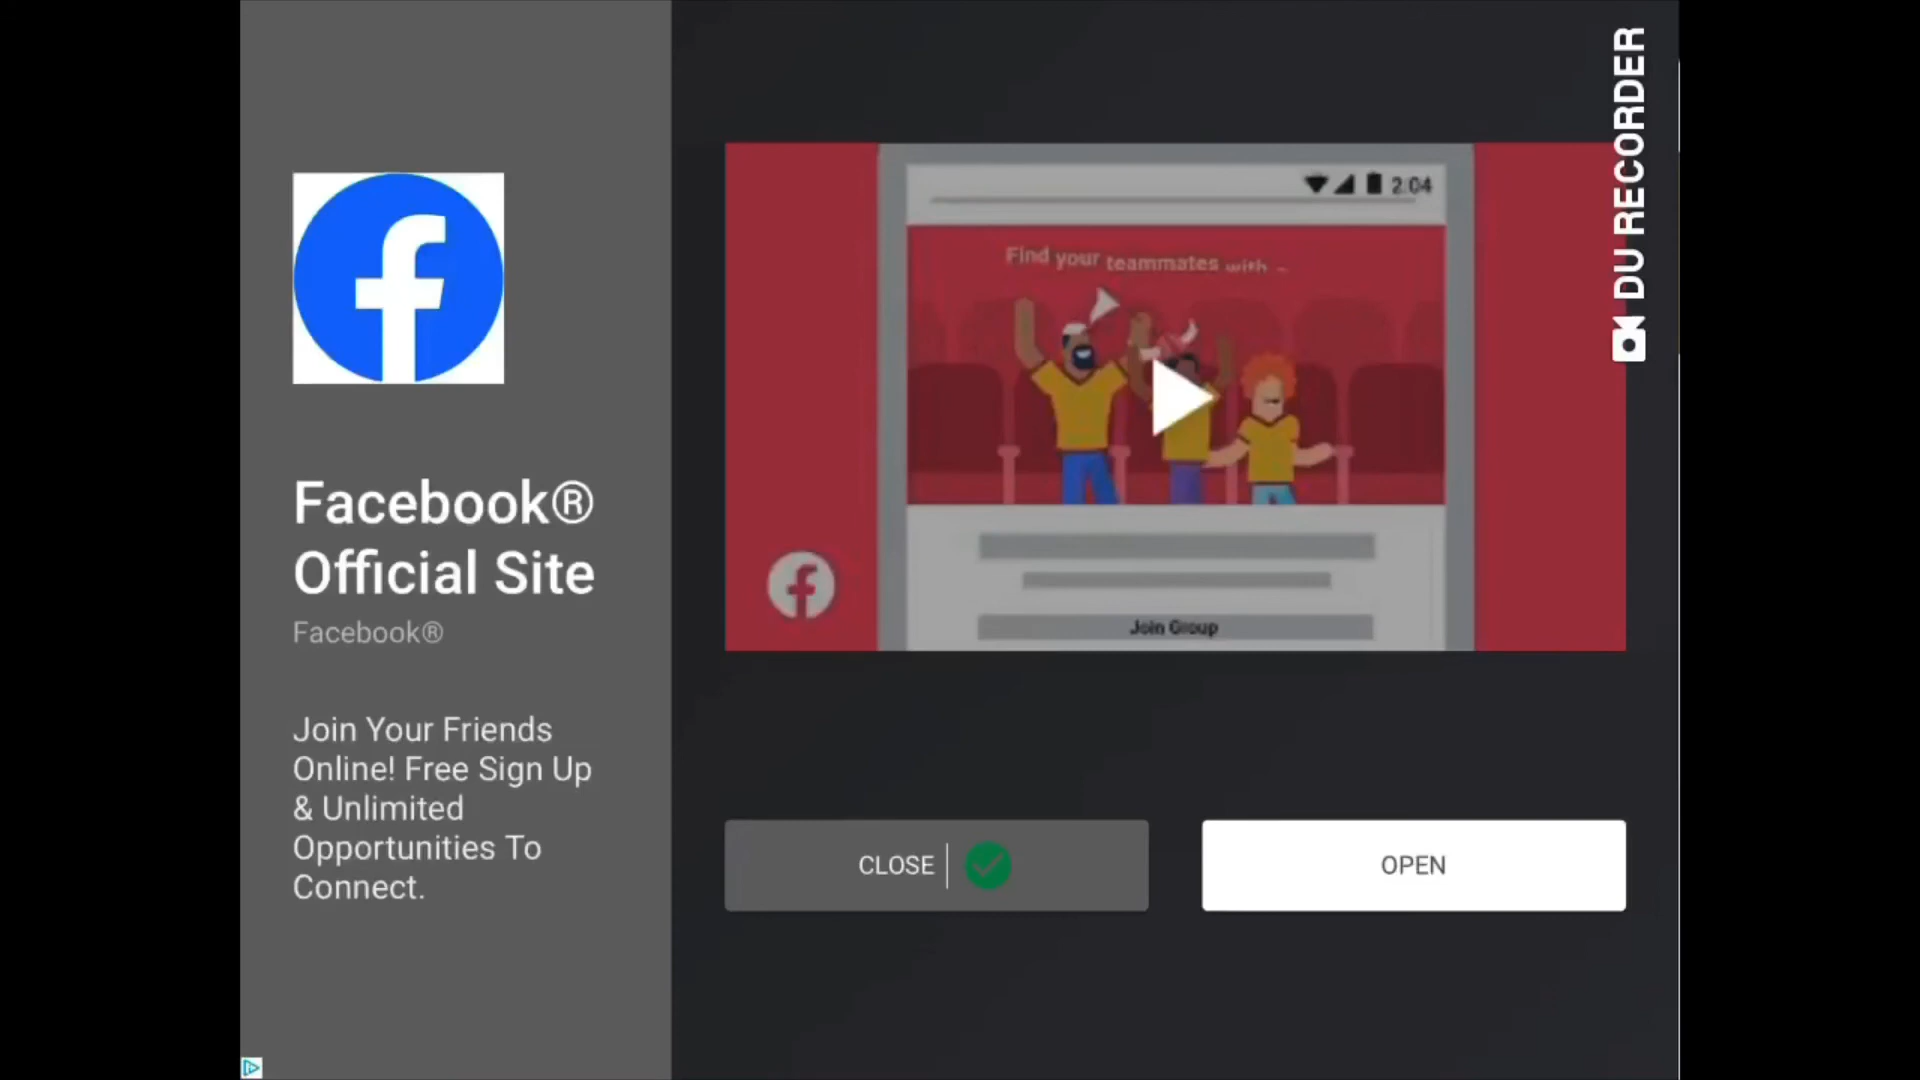 Facebook®
Official Site
Facebook®
Join Your Friends
Online! Free Sign Up
& Unlimited
Opportunities To
Connect.
2:04
Find your teammates with
Join Group
CLOSE
OPEN
DU RECORDER